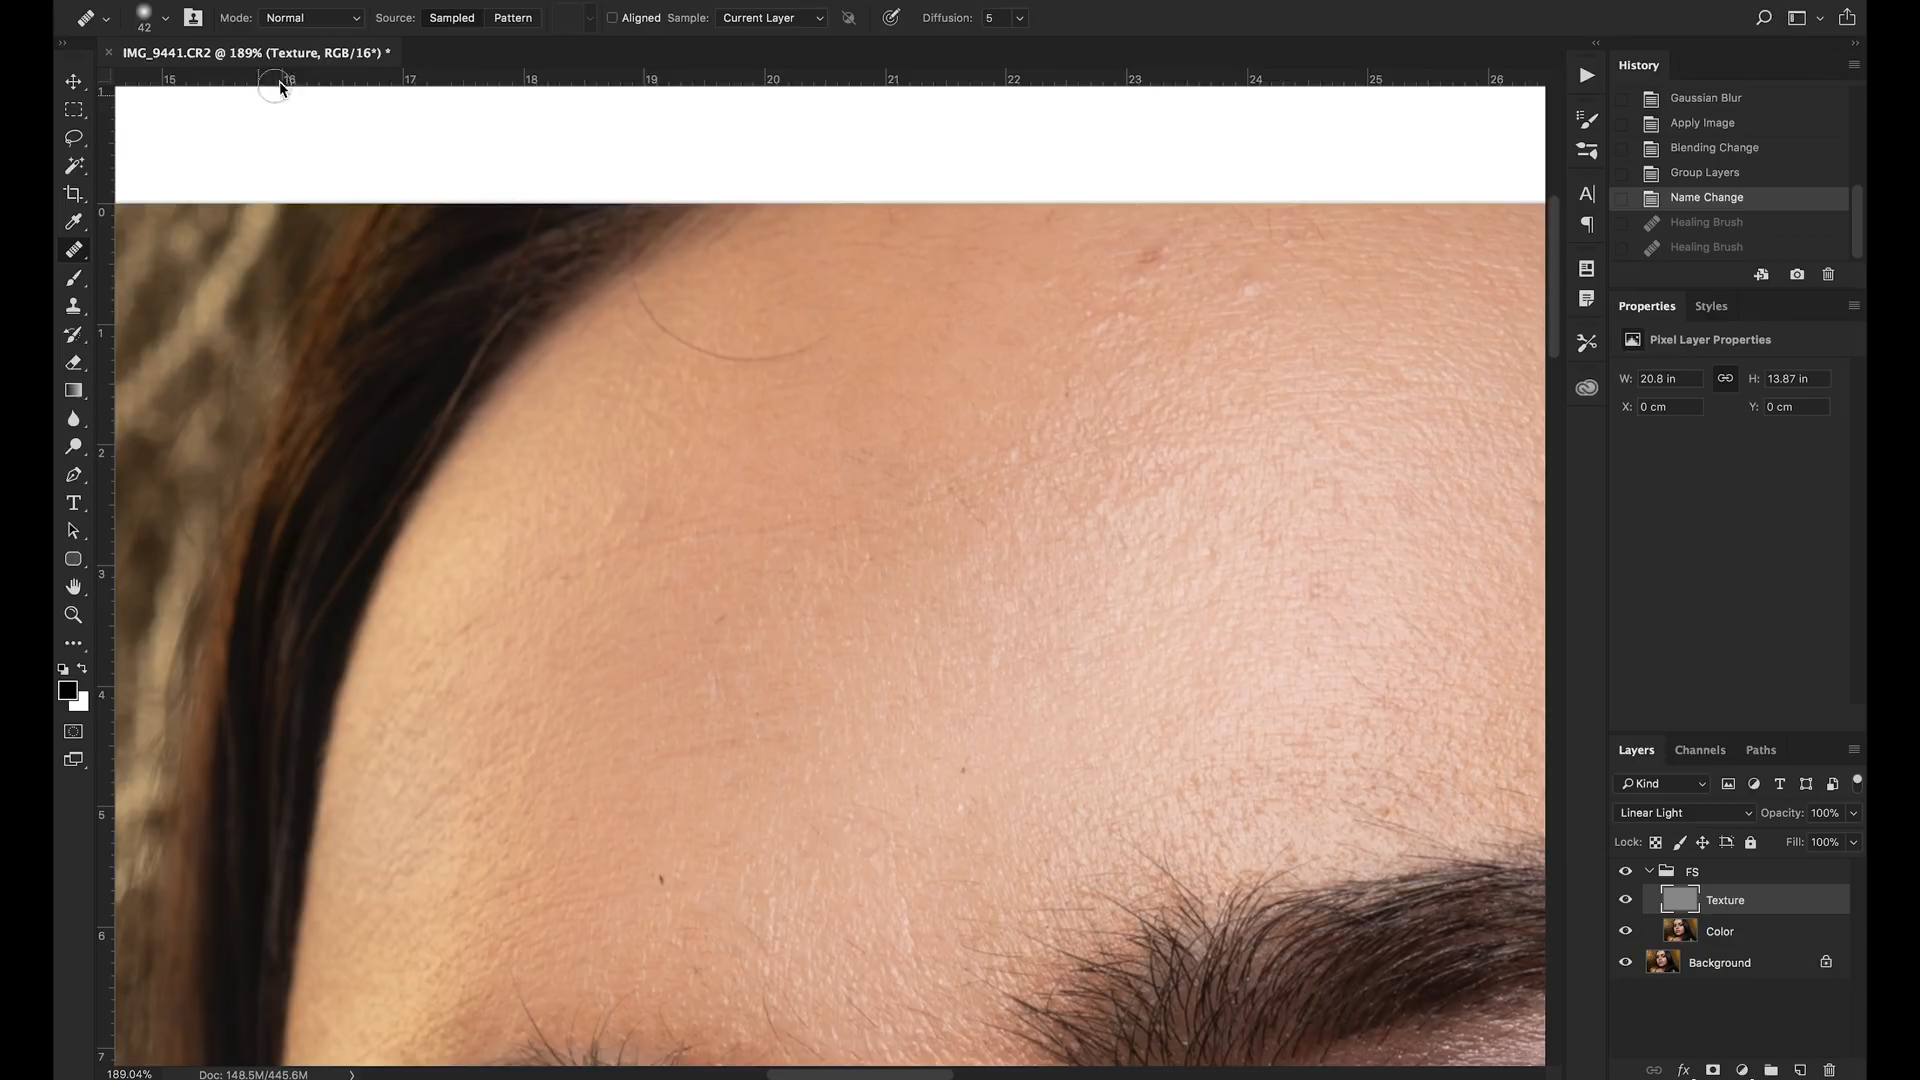 42
Mode: Normal
Source: Sampled Pattern
Aligned Sample: Current Layer
Diffusion: 5
IMG_9441.CR2 @ 189% (Texture, RGB/16*) *
15 16 17 18 19 20 21 22 23 24 25 26
1
0
1
2
3
4
5
6
7
T
History
Gaussian Blur
Apply Image
Blending Change
Group Layers
Name Change
Healing Brush
Healing Brush
Properties Styles
Pixel Layer Properties
W: 20.8 in H: 13.87 in
X: 0 cm Y: 0 cm
Layers Channels Paths
Kind
Linear Light Opacity: 100%
Lock: Fill: 100%
FS
Texture
Color
Background
fx
189.04% Doc: 148.5M/445.6M